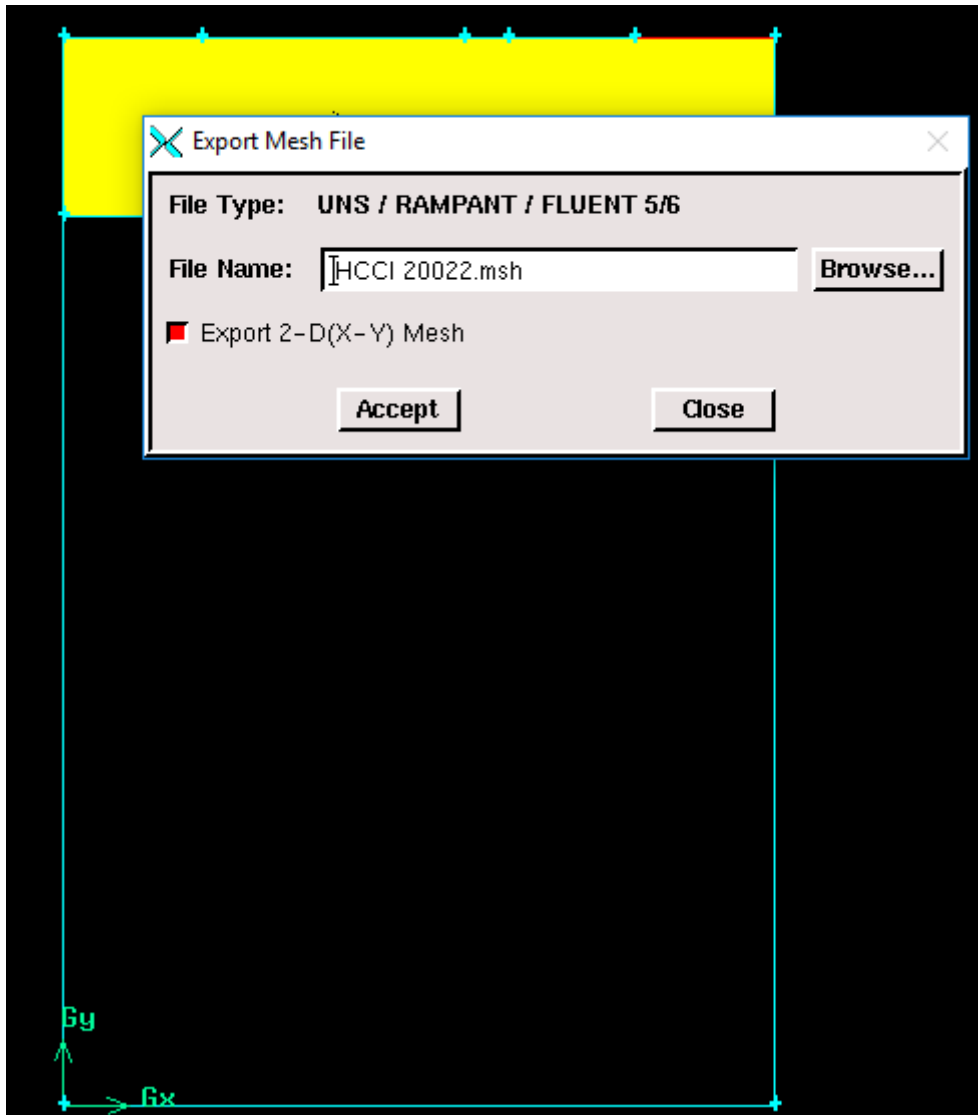 Export Mesh File
File Type: UNS / RAMPANT / FLUENT 5/6
File Name: HCCI 20022.msh Browse...
Export 2-D(X-Y) Mesh
Accept Close
Gy
Gx